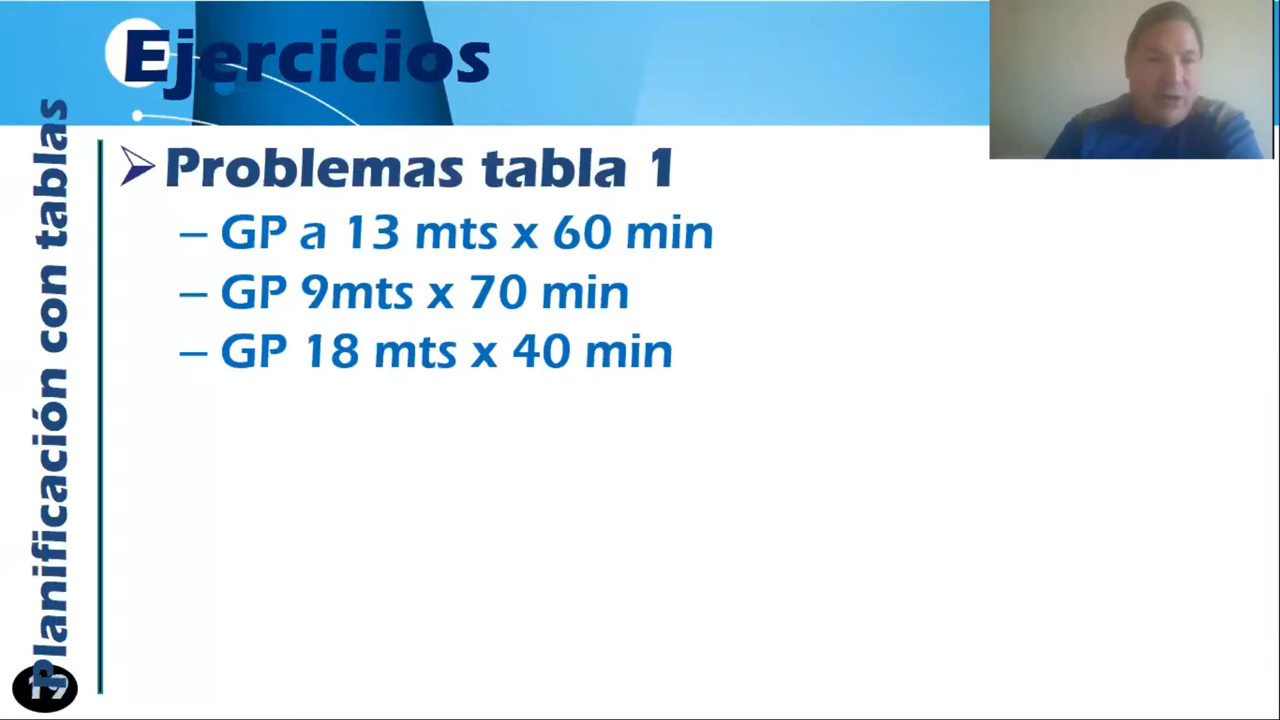 Ejercicios
Planificación con tablas
Problemas tabla 1
– GP a 13 mts x 60 min
– GP 9mts x 70 min
– GP 18 mts x 40 min
19